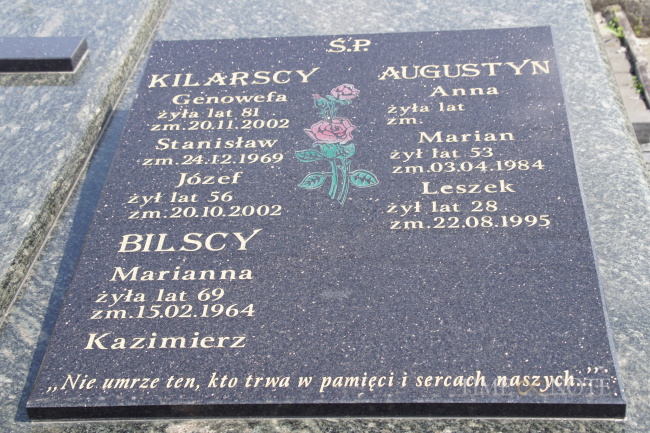 Ś.P.
KILARSCY
Genowefa
żyła lat 81
zm.20.11.2002
Stanisław
zm.24.12.1969
Józef
żył lat 56
zm.20.10.2002
BILSCY
Marianna
żyła lat 69
zm.15.02.1964
Kazimierz
AUGUSTYN
Anna
żyła lat
zm.
Marian
żył lat 53
zm.03.04.1984
Leszek
żył lat 28
zm.22.08.1995
„Nie umrze ten, kto trwa w pamięci i sercach naszych..."